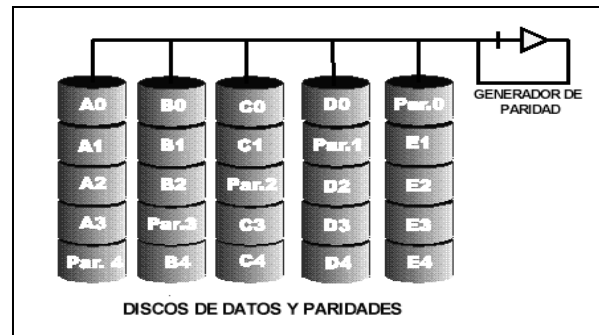 A0 B0 C0 D0 Par.0
GENERADOR DE
PARIDAD
A1 B1 C1 Par.1 E1
A2 B2 Par.2 D2 E2
A3 Par.3 C3 D3 E3
Par. 4 B4 C4 D4 E4
DISCOS DE DATOS Y PARIDADES